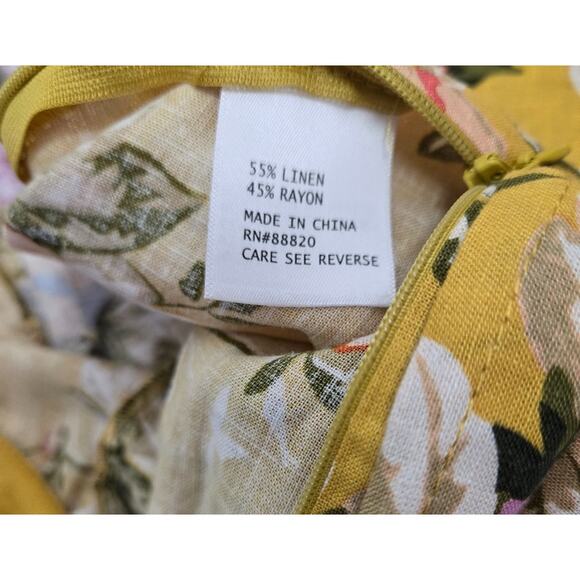 55% LINEN
45% RAYON
MADE IN CHINA
RN#88820
CARE SEE REVERSE